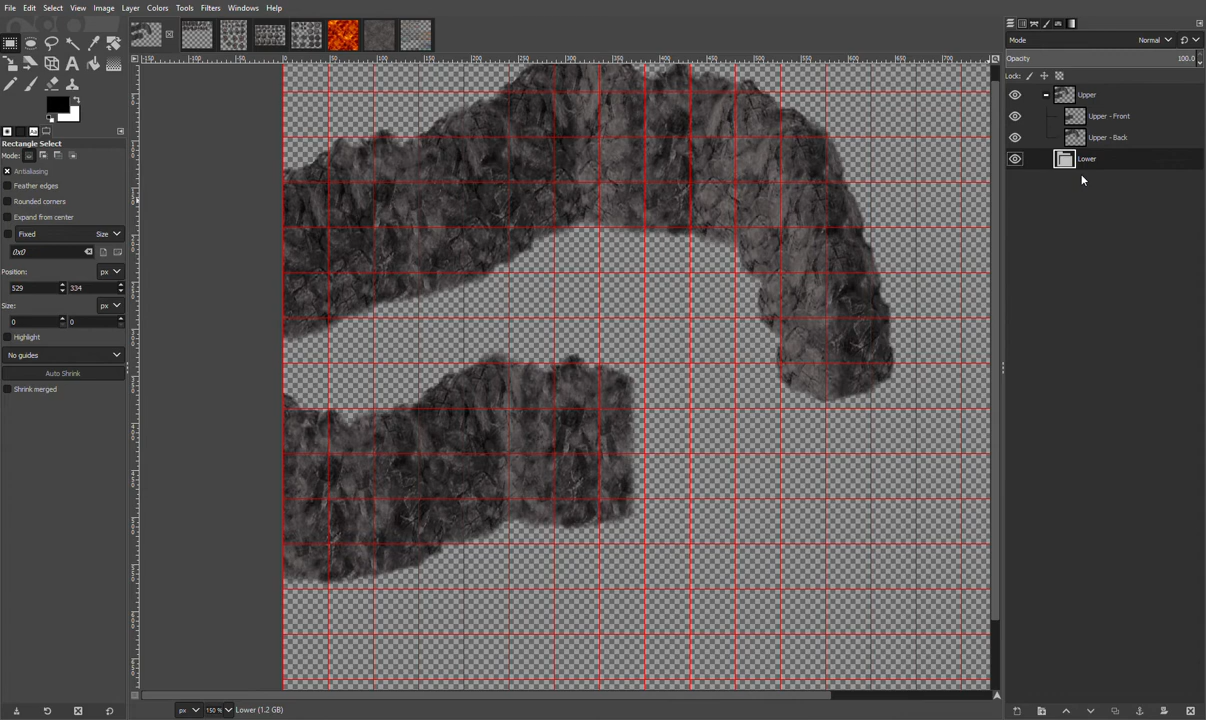 File Edit Select View Image Layer Colors Tools Filters Windows Help
Rectangle Select
Mode:
Antialiasing
Feather edges
Rounded corners
Expand from center
Fixed Size
0x0
Position: px
529 334
Size: px
0 0
Highlight
No guides
Auto Shrink
Shrink merged
px 150 % Lower (1.2 GB)
Mode Normal
Opacity 100.0
Lock:
Upper
Upper - Front
Upper - Back
Lower